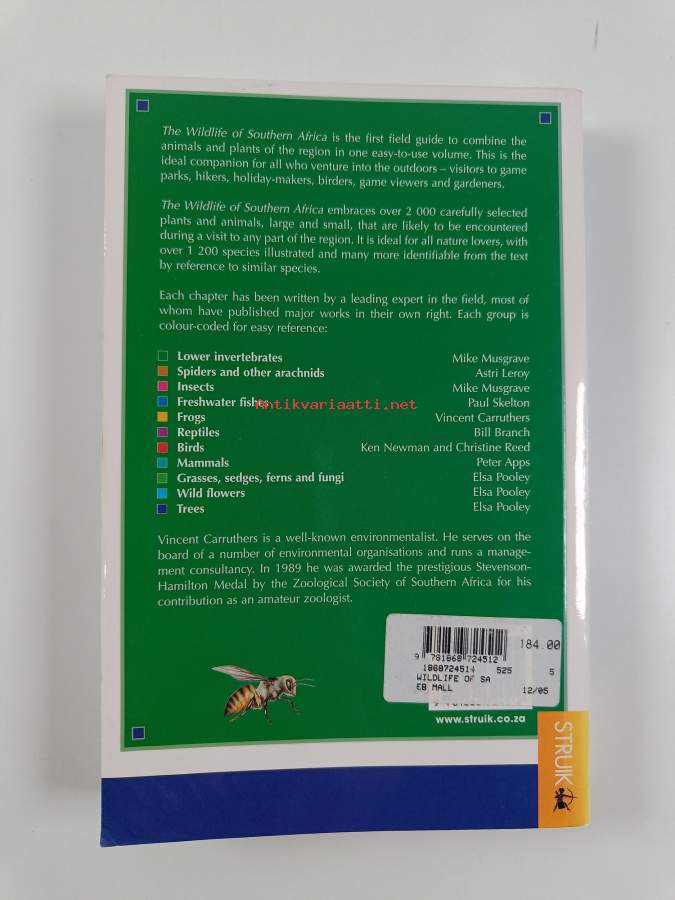 The Wildlife of Southern Africa is the first field guide to combine the
animals and plants of the region in one easy-to-use volume. This is the
ideal companion for all who venture into the outdoors – visitors to game
parks, hikers, holiday-makers, birders, game viewers and gardeners.
The Wildlife of Southern Africa embraces over 2 000 carefully selected
plants and animals, large and small, that are likely to be encountered
during a visit to any part of the region. It is ideal for all nature lovers, with
over 1 200 species illustrated and many more identifiable from the text
by reference to similar species.
Each chapter has been written by a leading expert in the field, most of
whom have published major works in their own right. Each group is
colour-coded for easy reference:
Lower invertebrates Mike Musgrave
Spiders and other arachnids Astri Leroy
Insects Mike Musgrave
Freshwater fishes Paul Skelton
antikvariaatti.net
Frogs Vincent Carruthers
Reptiles Bill Branch
Birds Ken Newman and Christine Reed
Mammals Peter Apps
Grasses, sedges, ferns and fungi Elsa Pooley
Wild flowers Elsa Pooley
Trees Elsa Pooley
Vincent Carruthers is a well-known environmentalist. He serves on the
board of a number of environmental organisations and runs a manage-
ment consultancy. In 1989 he was awarded the prestigious Stevenson-
Hamilton Medal by the Zoological Society of Southern Africa for his
contribution as an amateur zoologist.
184.00
9 781868 724512
1868724514 525 5
WILDLIFE OF SA
EB MALL 12/05
www.struik.co.za
STRUIK